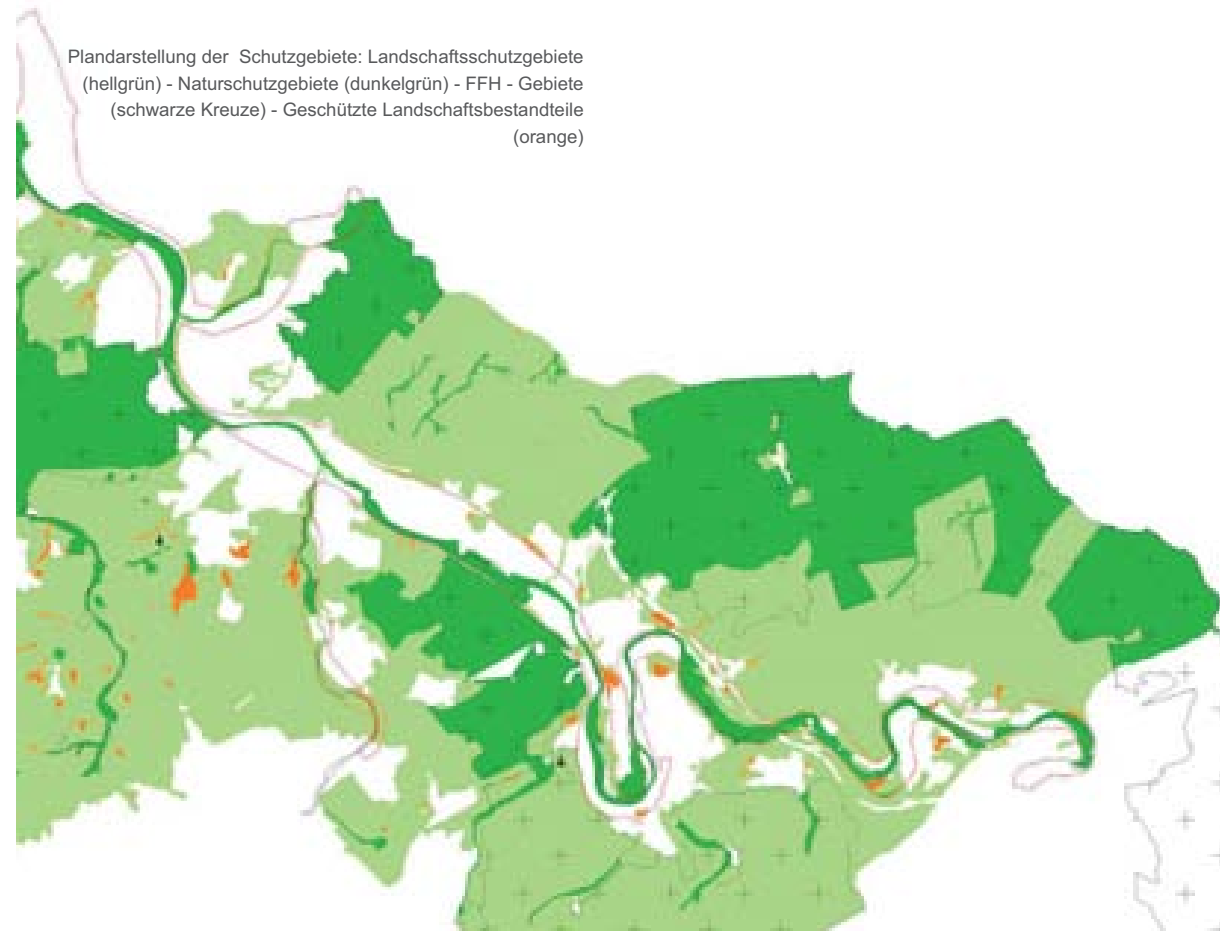 Plandarstellung der Schutzgebiete: Landschaftsschutzgebiete
(hellgrün) - Naturschutzgebiete (dunkelgrün) - FFH - Gebiete
(schwarze Kreuze) - Geschützte Landschaftsbestandteile
(orange)